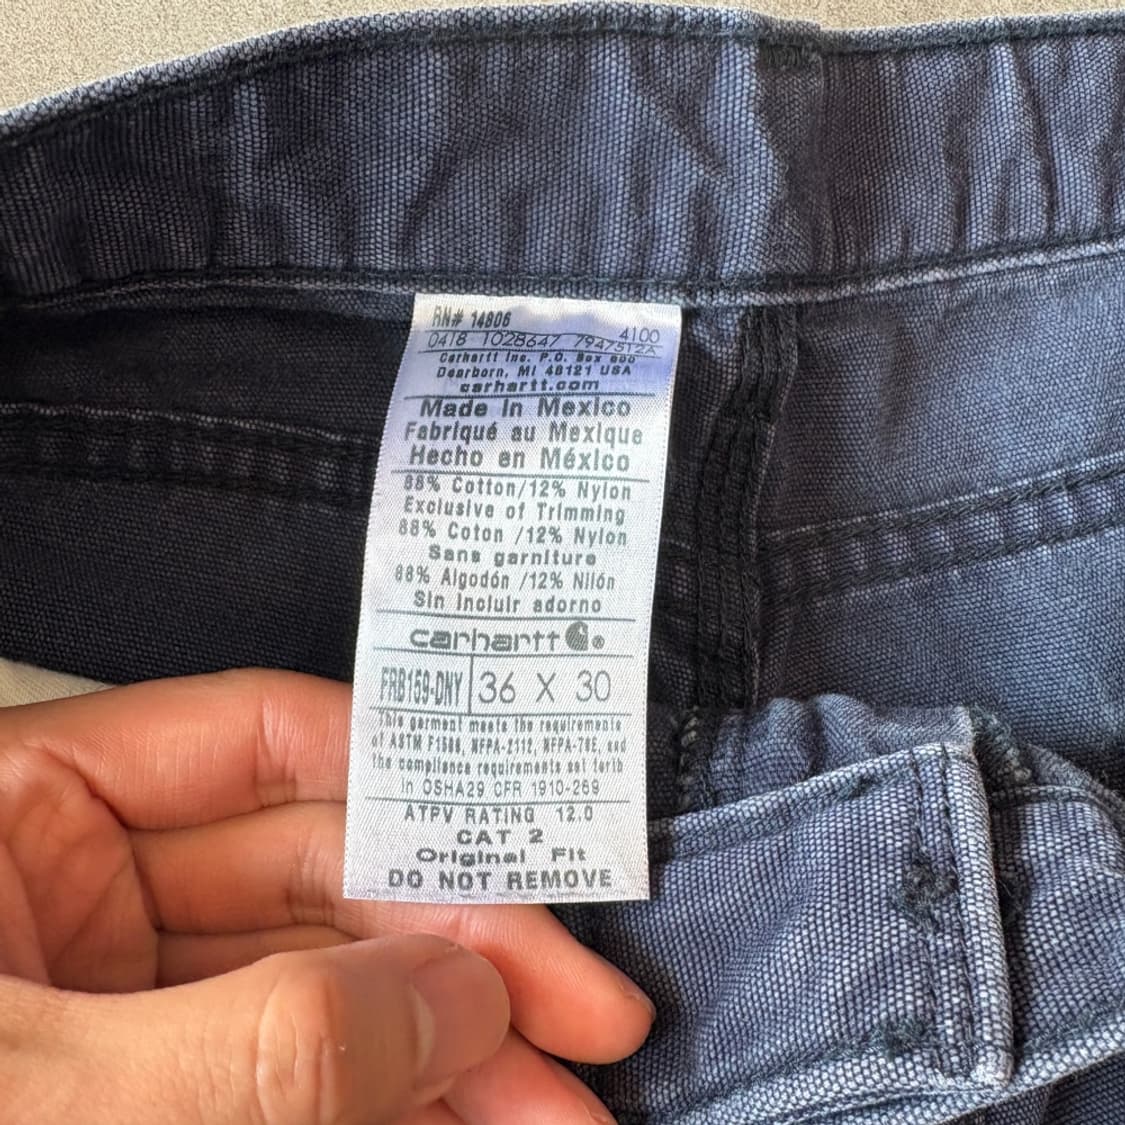 RN# 14806
4100
0418 1028647 7947512A
Carhartt Inc. P.O. Box 600
Dearborn, MI 48121 USA
carhartt.com
Made in Mexico
Fabriqué au Mexique
Hecho en México
88% Cotton/12% Nylon
Exclusive of Trimming
88% Coton /12% Nylon
Sans garniture
88% Algodón /12% Nilón
Sin incluir adorno
carhartt ®
FRB159-DNY 36 X 30
This garment meets the requirements
of ASTM F1506, NFPA-2112, NFPA-70E, and
the compliance requirements set forth
in OSHA29 CFR 1910-269
ATPV RATING 12.0
CAT 2
Original Fit
DO NOT REMOVE